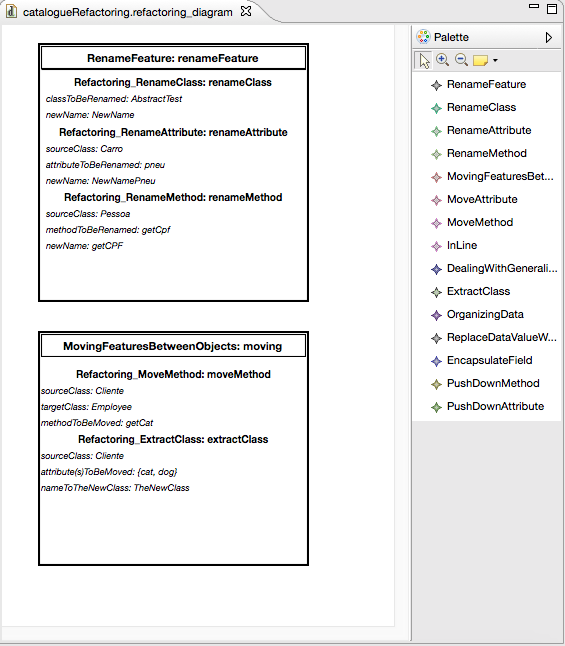 catalogueRefactoring.refactoring_diagram
RenameFeature: renameFeature
Refactoring_RenameClass: renameClass
classToBeRenamed: AbstractTest
newName: NewName
Refactoring_RenameAttribute: renameAttribute
sourceClass: Carro
attributeToBeRenamed: pneu
newName: NewNamePneu
Refactoring_RenameMethod: renameMethod
sourceClass: Pessoa
methodToBeRenamed: getCpf
newName: getCPF
MovingFeaturesBetweenObjects: moving
Refactoring_MoveMethod: moveMethod
sourceClass: Cliente
targetClass: Employee
methodToBeMoved: getCat
Refactoring_ExtractClass: extractClass
sourceClass: Cliente
attribute(s)ToBeMoved: {cat, dog}
nameToTheNewClass: TheNewClass
Palette
RenameFeature
RenameClass
RenameAttribute
RenameMethod
MovingFeaturesBet...
MoveAttribute
MoveMethod
InLine
DealingWithGenerali...
ExtractClass
OrganizingData
ReplaceDataValueW...
EncapsulateField
PushDownMethod
PushDownAttribute